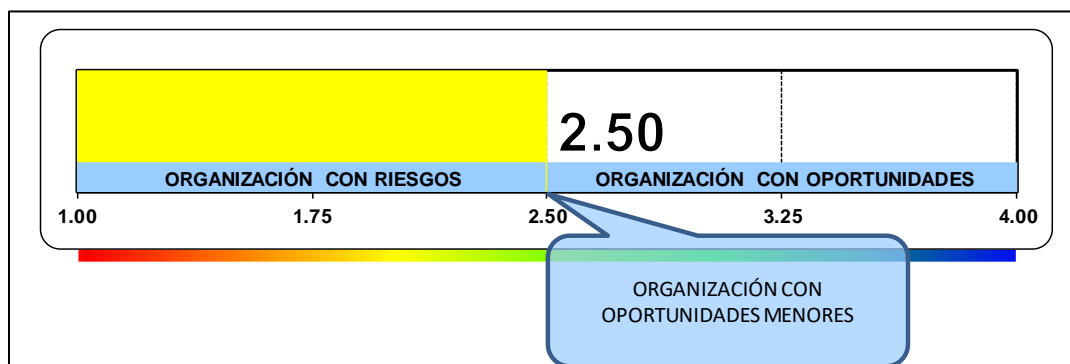 2.50
ORGANIZACIÓN CON RIESGOS
ORGANIZACIÓN CON OPORTUNIDADES
1.00 1.75 2.50 3.25 4.00
ORGANIZACIÓN CON
OPORTUNIDADES MENORES